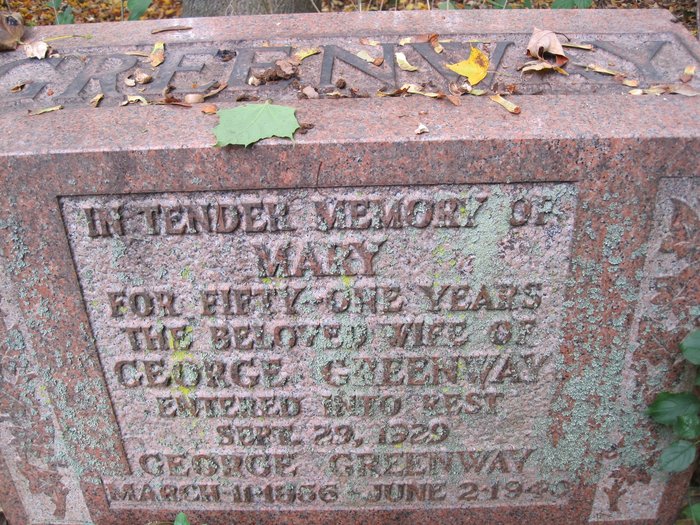 GREENWAY
IN TENDER MEMORY OF
MARY
FOR FIFTY-ONE YEARS
THE BELOVED WIFE OF
GEORGE GREENWAY
ENTERED INTO REST
SEPT. 29, 1929
GEORGE GREENWAY
MARCH 11·1856 - JUNE 2·1940